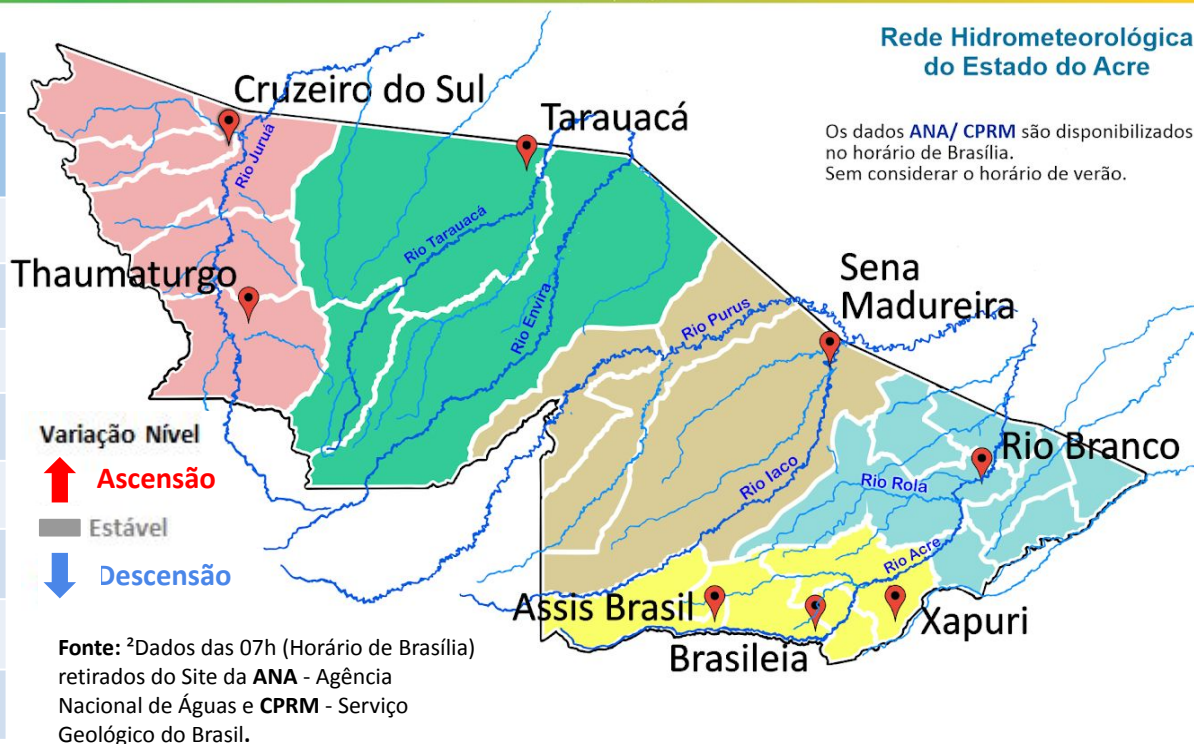 Rede Hidrometeorológica
do Estado do Acre
Cruzeiro do Sul
Tarauacá
Os dados ANA/ CPRM são disponibilizados
no horário de Brasília.
Sem considerar o horário de verão.
Rio Juruá
Rio Tarauacá
Thaumaturgo
Rio Envira
Sena
Madureira
Rio Purus
Variação Nível
Ascensão
Estável
Descensão
Rio Branco
Rio Iaco
Rio Rola
Rio Acre
Assis Brasil
Xapuri
Brasileia
Fonte: ²Dados das 07h (Horário de Brasília)
retirados do Site da ANA - Agência
Nacional de Águas e CPRM - Serviço
Geológico do Brasil.